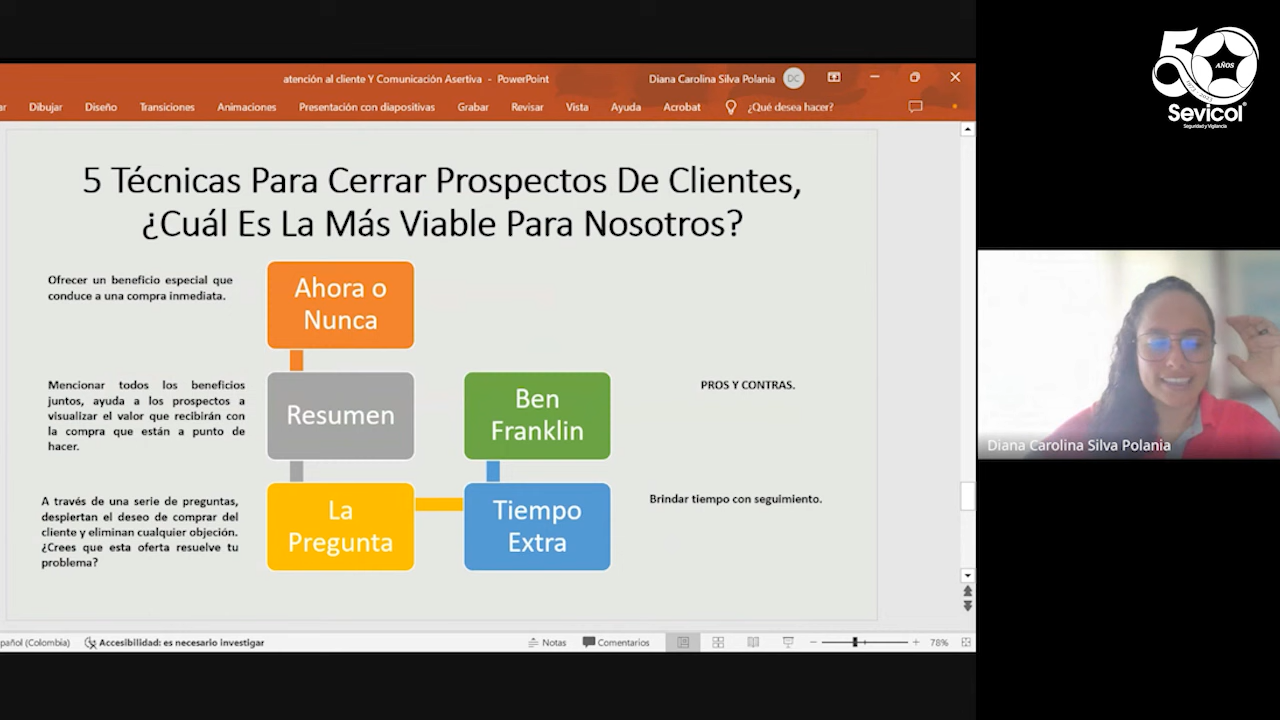 atención al cliente Y Comunicación Asertiva - PowerPoint
Diana Carolina Silva Polania
DC
Dibujar
Diseño
Transiciones
Animaciones
Presentación con diapositivas
Grabar
Revisar
Vista
Ayuda
Acrobat
¿Qué desea hacer?
5 Técnicas Para Cerrar Prospectos De Clientes,
¿Cuál Es La Más Viable Para Nosotros?
Ofrecer un beneficio especial que
conduce a una compra inmediata.
Ahora o
Nunca
Mencionar todos los beneficios
juntos, ayuda a los prospectos a
visualizar el valor que recibirán con
la compra que están a punto de
hacer.
Resumen
Ben
Franklin
PROS Y CONTRAS.
A través de una serie de preguntas,
despiertan el deseo de comprar del
cliente y eliminan cualquier objeción.
¿Crees que esta oferta resuelve tu
problema?
La
Pregunta
Tiempo
Extra
Brindar tiempo con seguimiento.
pañol (Colombia)
Accesibilidad: es necesario investigar
Notas
Comentarios
78%
50
AÑOS
Sevicol
Seguridad y Vigilancia
Diana Carolina Silva Polania